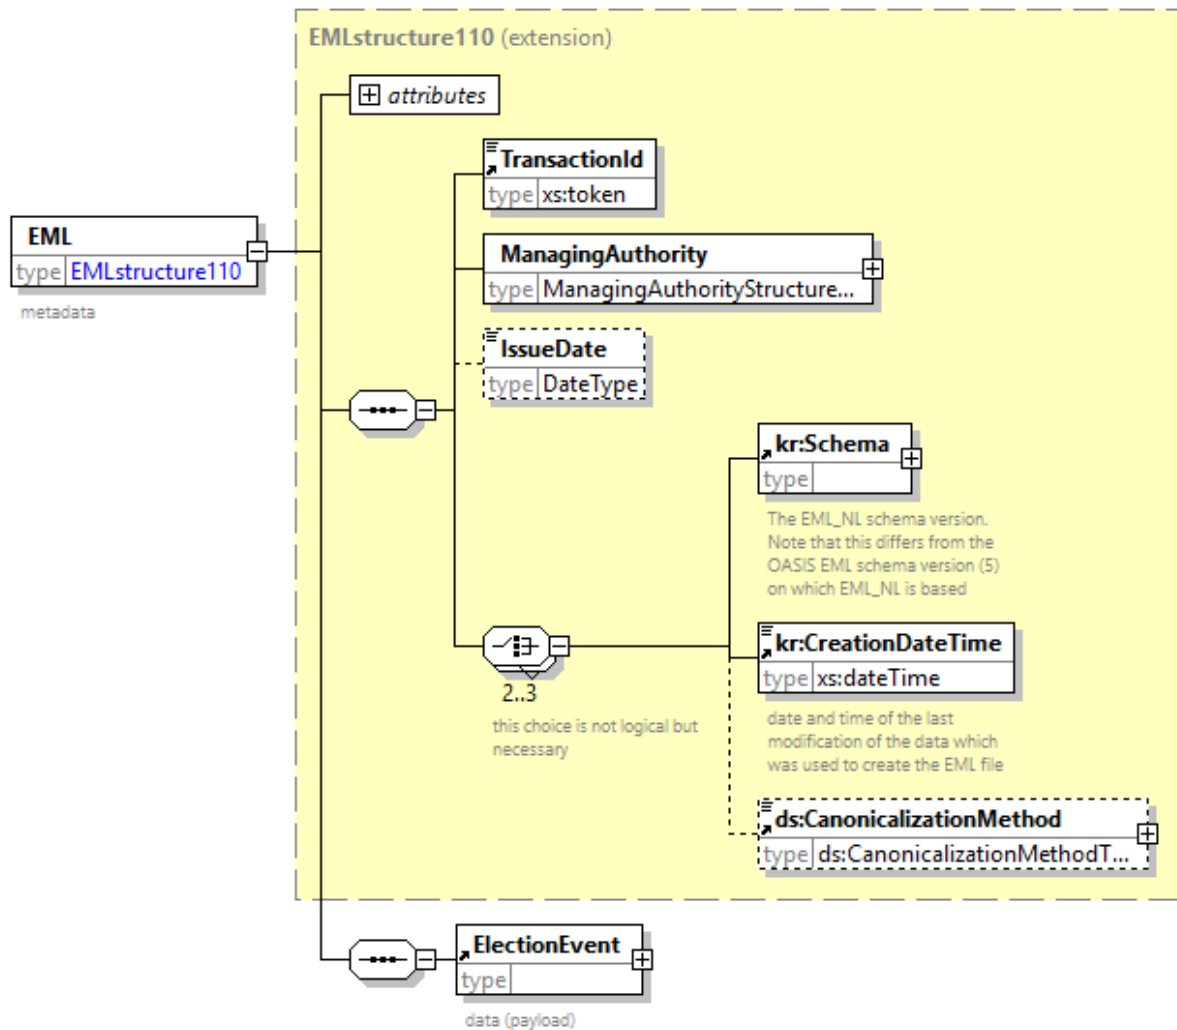 EMLstructure110 (extension)
attributes
TransactionId
type xs:token
EML
type EMLstructure110
metadata
ManagingAuthority
type ManagingAuthorityStructure...
IssueDate
type DateType
kr:Schema
type
The EML_NL schema version.
Note that this differs from the
OASIS EML schema version (5)
on which EML_NL is based
2..3
this choice is not logical but
necessary
kr:CreationDateTime
type xs:dateTime
date and time of the last
modification of the data which
was used to create the EML file
ds:CanonicalizationMethod
type ds:CanonicalizationMethodT...
ElectionEvent
type
data (payload)